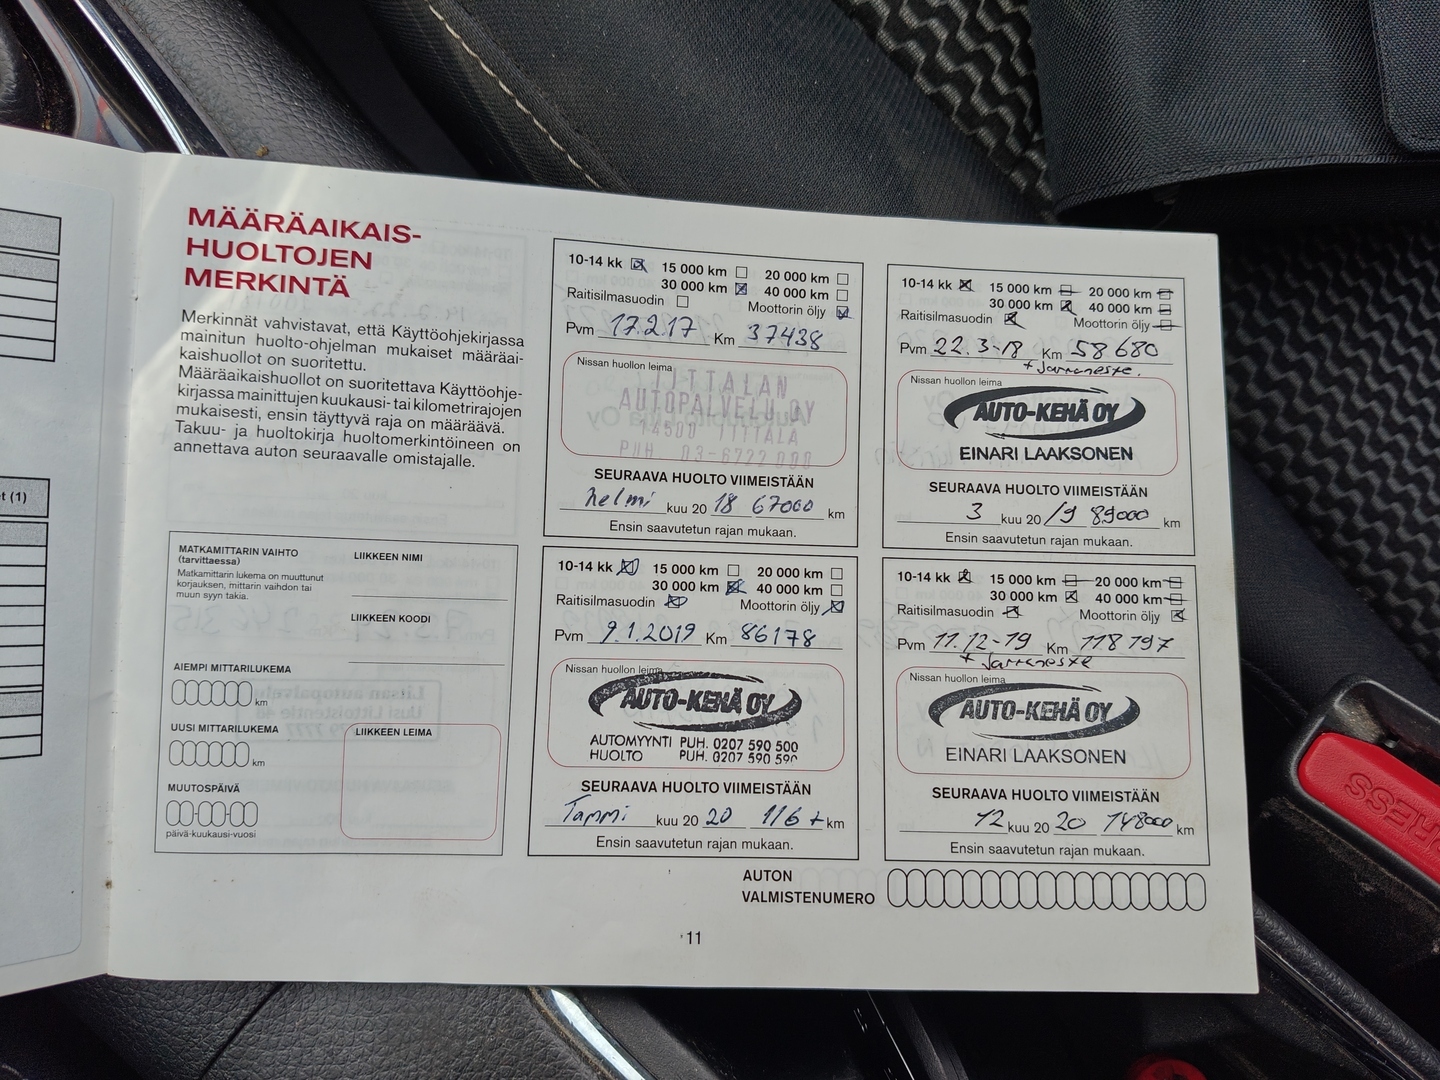 MÄÄRÄAIKAIS-
HUOLTOJEN
MERKINTÄ
Merkinnät vahvistavat, että Käyttöohjekirjassa
mainitun huolto-ohjelman mukaiset määräai-
kaishuollot on suoritettu.
Määräaikaishuollot on suoritettava Käyttöohje-
kirjassa mainittujen kuukausi- tai kilometrirajojen
mukaisesti, ensin täyttyvä raja on määräävä.
Takuu- ja huoltokirja huoltomerkintöineen on
annettava auton seuraavalle omistajalle.
t (1)
MATKAMITTARIN VAIHTO
(tarvittaessa)
Matkamittarin lukema on muuttunut
korjauksen, mittarin vaihdon tai
muun syyn takia.
LIIKKEEN NIMI
LIIKKEEN KOODI
AIEMPI MITTARILUKEMA
km
UUSI MITTARILUKEMA
km
MUUTOSPÄIVÄ
päivä-kuukausi-vuosi
LIIKKEEN LEIMA
10-14 kk 15 000 km 20 000 km
30 000 km 40 000 km
Raitisilmasuodin Moottorin öljy
Pvm 17.2.17 Km 37438
Nissan huollon leima
IITTALAN
AUTOPALVELU OY
14500 IITTALA
PUH. 03-6722 000
SEURAAVA HUOLTO VIIMEISTÄÄN
helmi kuu 20 18 67000 km
Ensin saavutetun rajan mukaan.
10-14 kk 15 000 km 20 000 km
30 000 km 40 000 km
Raitisilmasuodin Moottorin öljy
Pvm 22.3-18 Km 58680
+ Jarruneste.
Nissan huollon leima
AUTO-KEHÄ OY
EINARI LAAKSONEN
SEURAAVA HUOLTO VIIMEISTÄÄN
3 kuu 20 19 89000 km
Ensin saavutetun rajan mukaan.
10-14 kk 15 000 km 20 000 km
30 000 km 40 000 km
Raitisilmasuodin Moottorin öljy
Pvm 9.1.2019 Km 86178
Nissan huollon leima
AUTO-KEHÄ OY
AUTOMYYNTI PUH. 0207 590 500
HUOLTO PUH. 0207 590 590
SEURAAVA HUOLTO VIIMEISTÄÄN
Tammi kuu 20 20 116 + km
Ensin saavutetun rajan mukaan.
10-14 kk 15 000 km 20 000 km
30 000 km 40 000 km
Raitisilmasuodin Moottorin öljy
Pvm 11.12-19 Km 118797
+ Jarruneste
Nissan huollon leima
AUTO-KEHÄ OY
EINARI LAAKSONEN
SEURAAVA HUOLTO VIIMEISTÄÄN
12 kuu 20 20 148000 km
Ensin saavutetun rajan mukaan.
AUTON
VALMISTENUMERO
11
PRESS